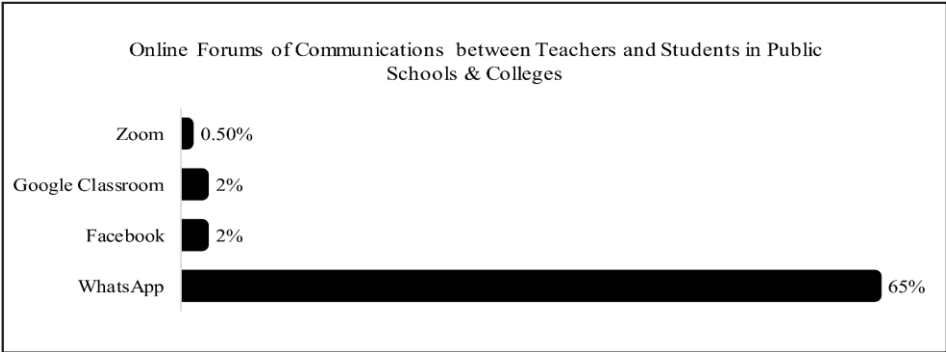 Online Forums of Communications between Teachers and Students in Public
Schools & Colleges
Zoom 0.50%
Google Classroom 2%
Facebook 2%
WhatsApp 65%